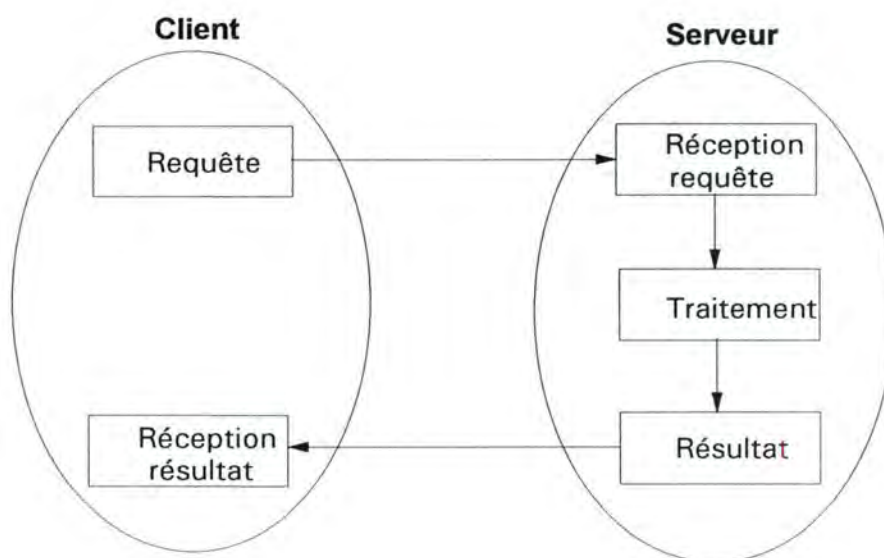 Client
Serveur
Requête
Réception
requête
Traitement
Réception
résultat
Résultat